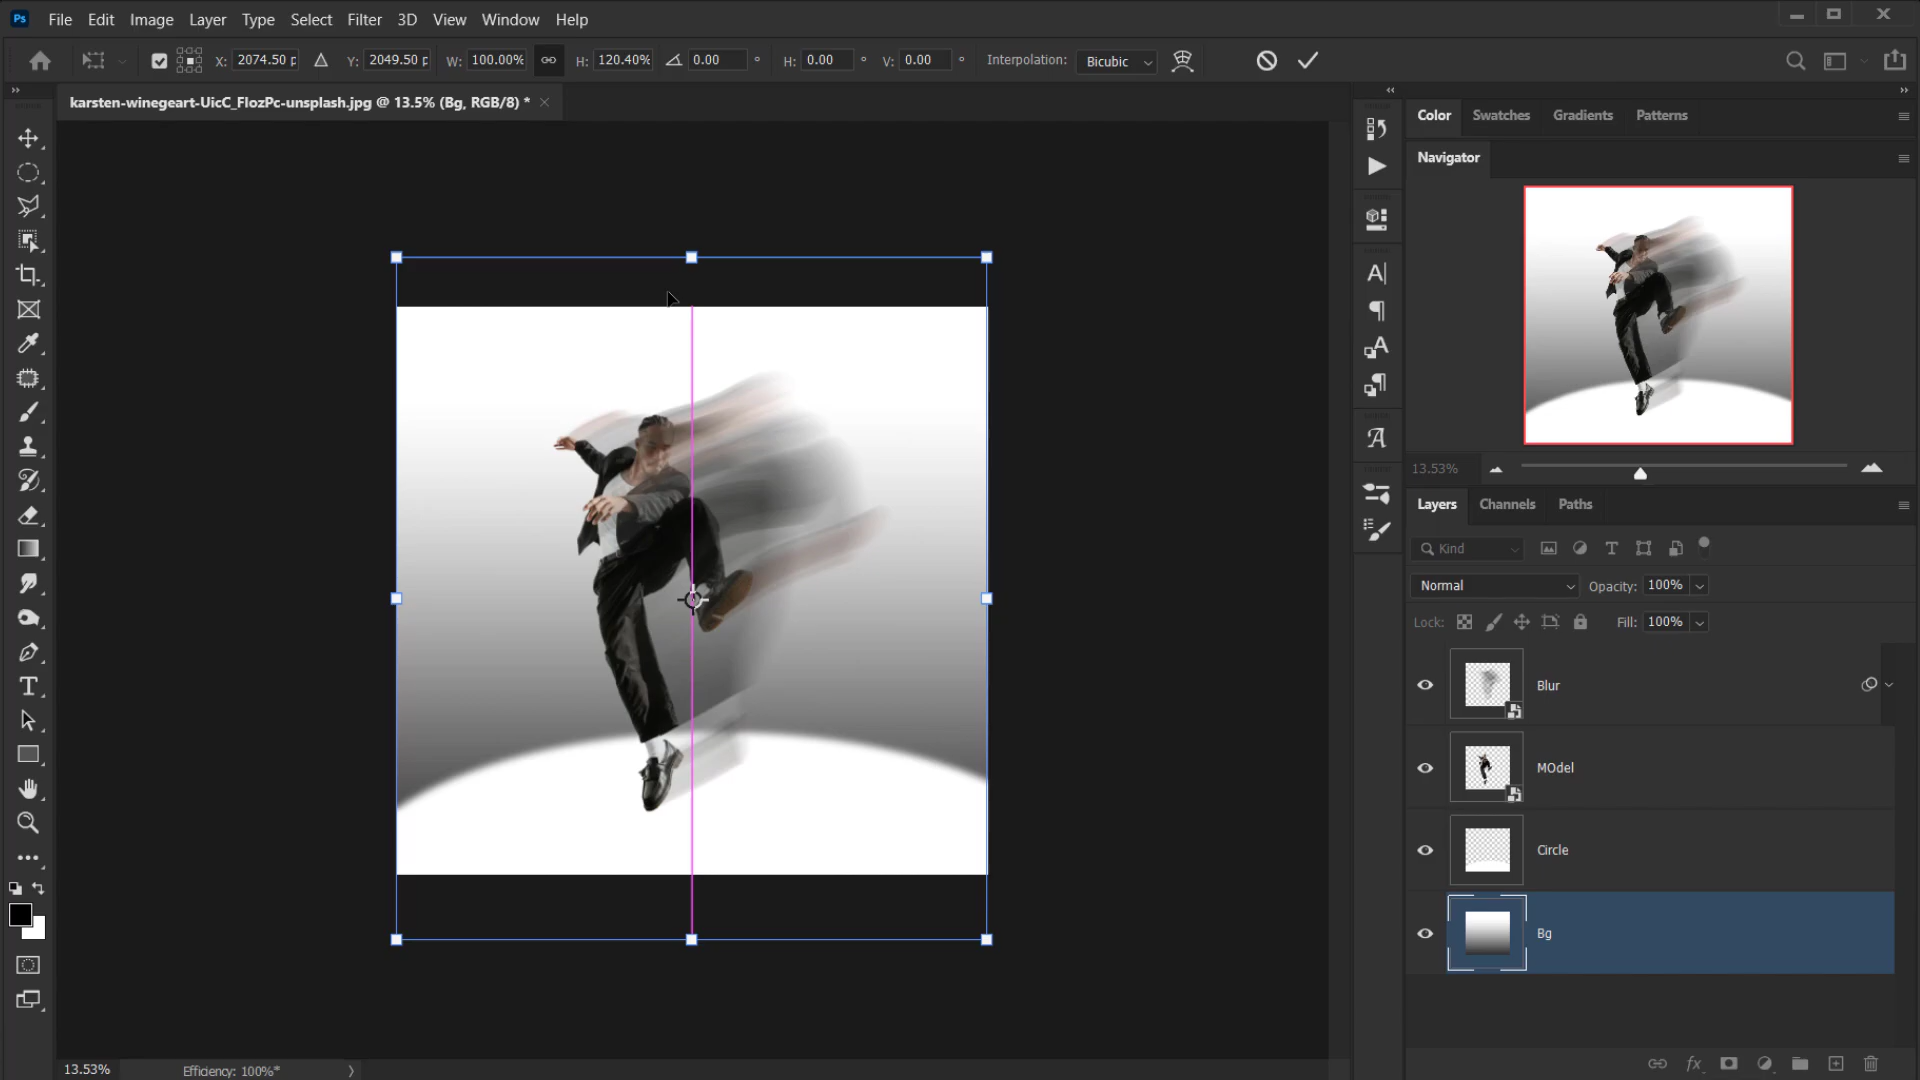 Ps File Edit Image Layer Type Select Filter 3D View Window Help
X: 2074.50 p Y: 2049.50 p W: 100.00% H: 120.40% 0.00 ° H: 0.00 ° V: 0.00 ° Interpolation: Bicubic
karsten-winegeart-UicC_FlozPc-unsplash.jpg @ 13.5% (Bg, RGB/8) *
Color Swatches Gradients Patterns
Navigator
13.53%
Layers Channels Paths
Kind
Normal Opacity: 100%
Lock: Fill: 100%
Blur
MOdel
Circle
Bg
fx
13.53% Efficiency: 100%*